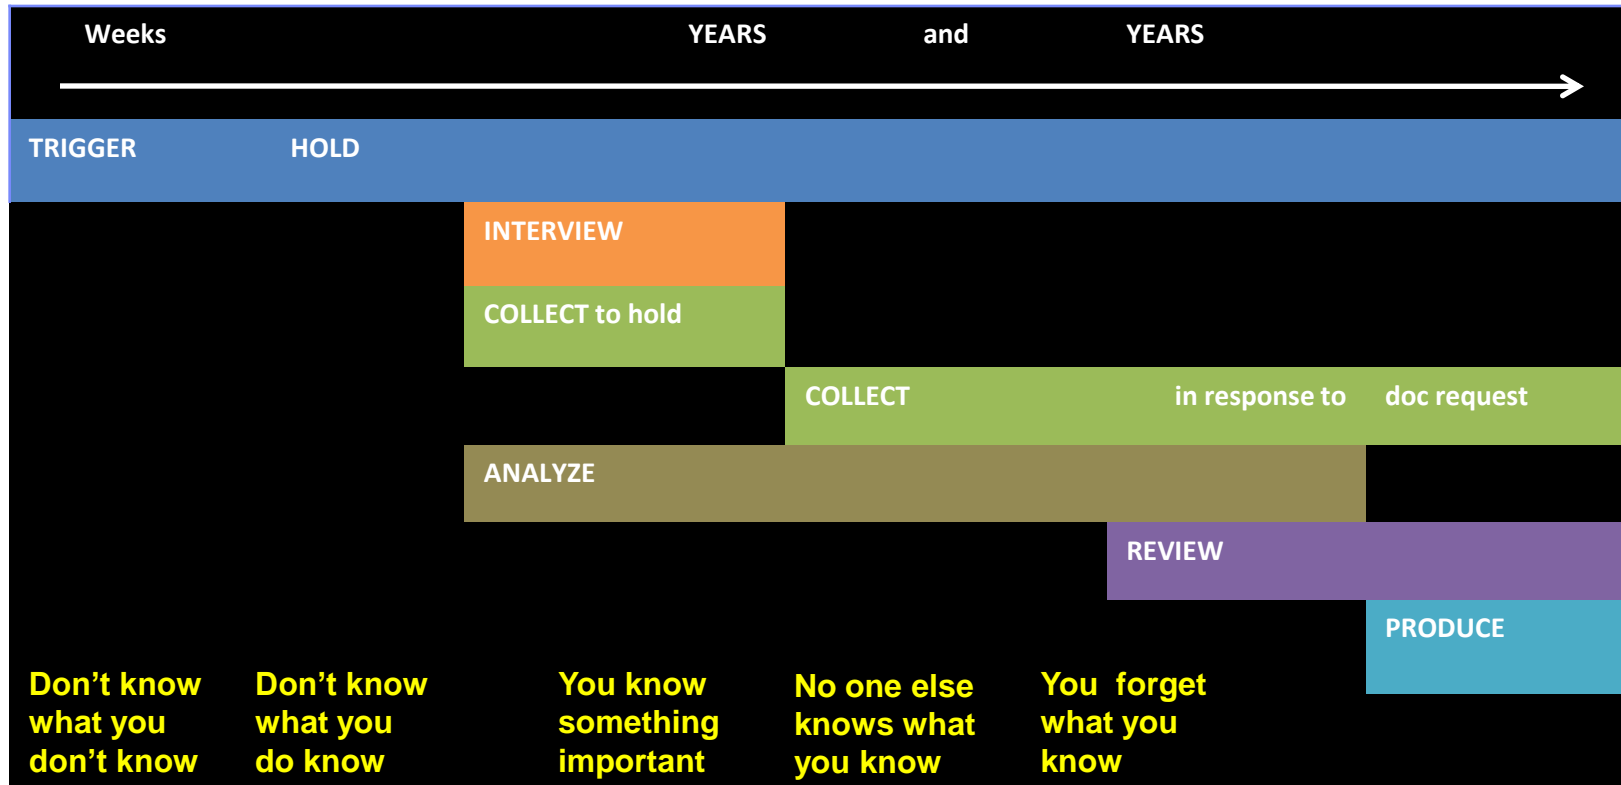 Weeks YEARS and YEARS
TRIGGER HOLD
INTERVIEW
COLLECT to hold
COLLECT in response to doc request
ANALYZE
REVIEW
PRODUCE
Don’t know
what you
don’t know
Don’t know
what you
do know
You know
something
important
No one else
knows what
you know
You forget
what you
know